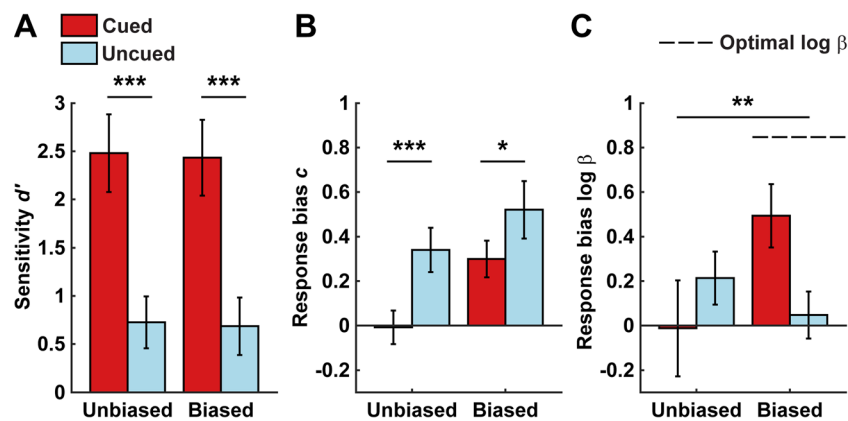 A
Cued
Uncued
***
***
3
2.5
2
1.5
1
0.5
0
Sensitivity d′
Unbiased
Biased
B
***
*
1
0.8
0.6
0.4
0.2
0
-0.2
Response bias c
Unbiased
Biased
C
Optimal log β
**
1
0.8
0.6
0.4
0.2
0
-0.2
Response bias log β
Unbiased
Biased